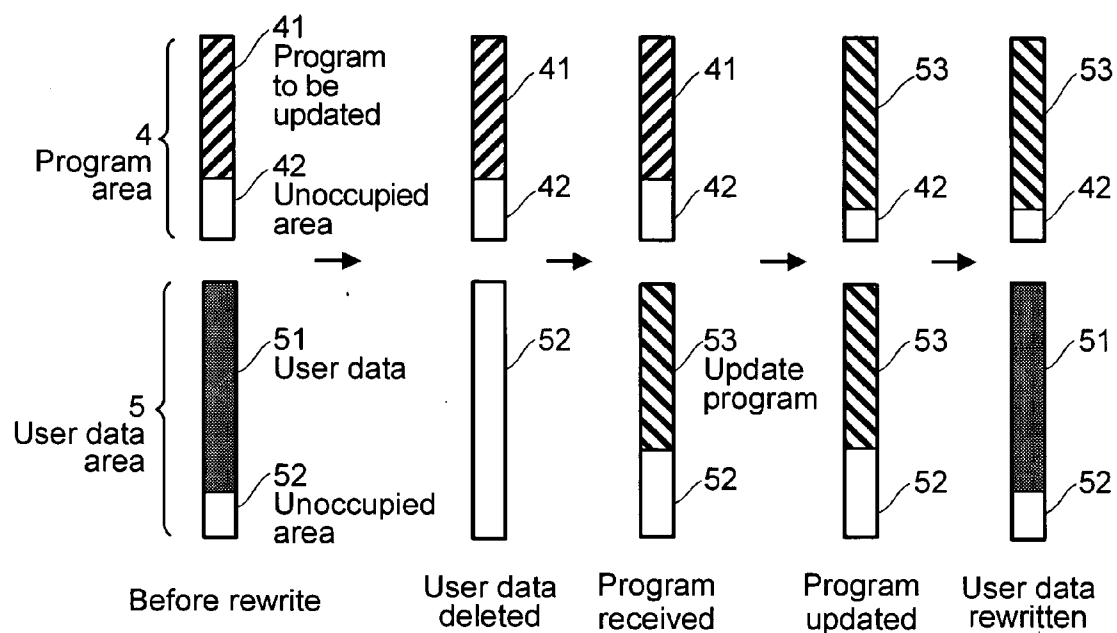 41
Program
to be
updated
4
Program
area
42
Unoccupied
area
41
42
41
42
53
42
53
42
51
User data
5
User data
area
52
Unoccupied
area
52
53
Update
program
52
53
52
51
52
Before rewrite
User data
deleted
Program
received
Program
updated
User data
rewritten